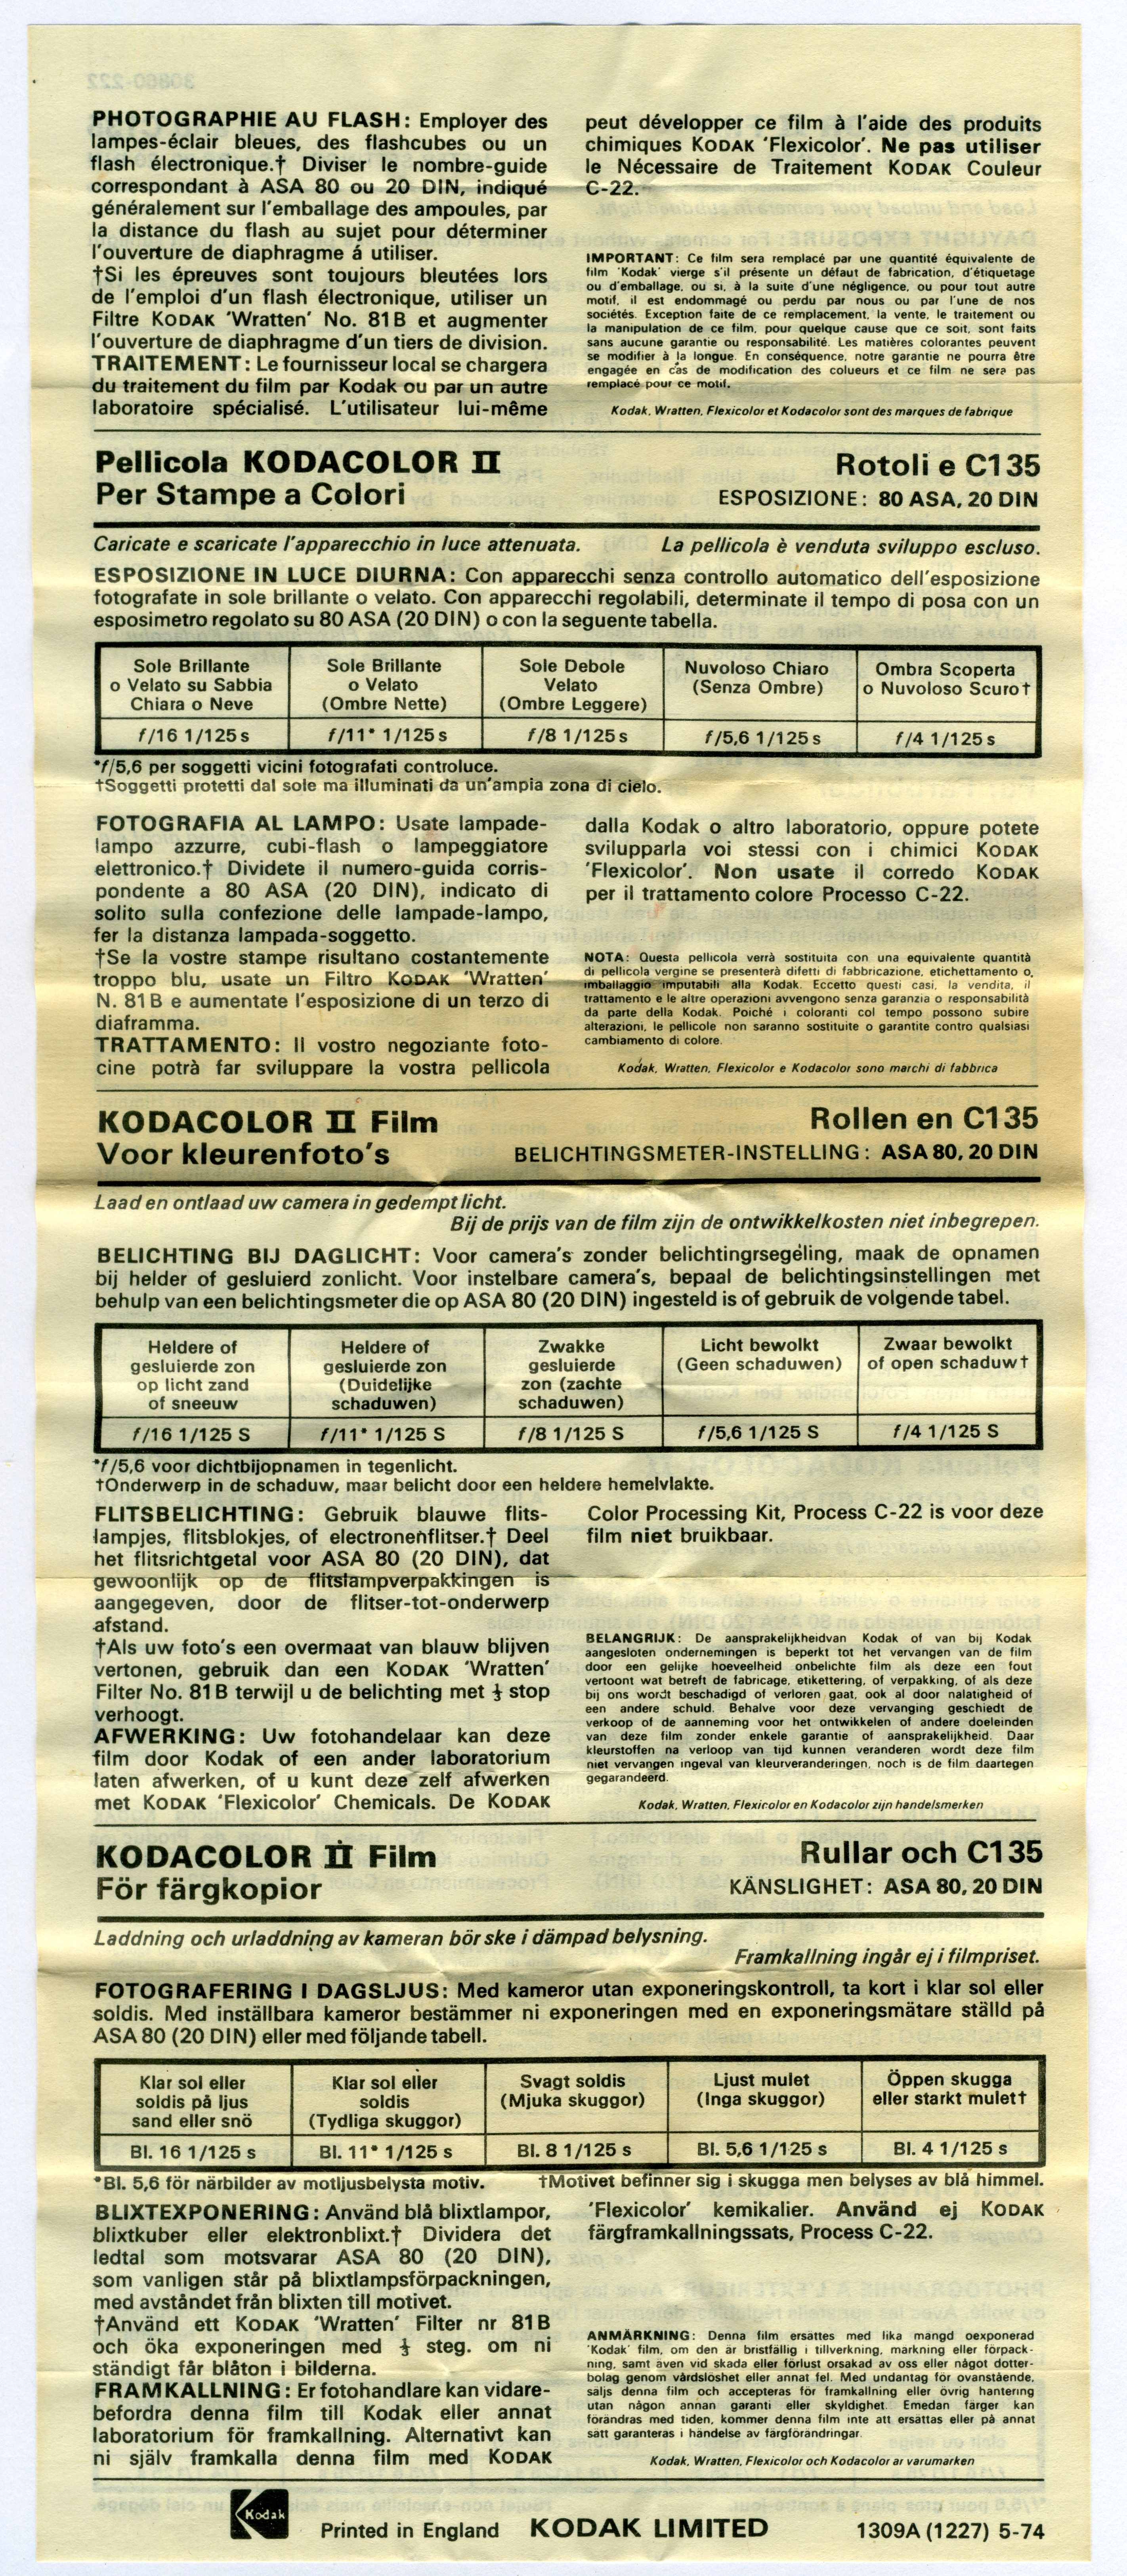 PHOTOGRAPHIE AU FLASH: Employer des
lampes-éclair bleues, des flashcubes ou un
flash électronique.† Diviser le nombre-guide
correspondant à ASA 80 ou 20 DIN, indiqué
généralement sur l'emballage des ampoules, par
la distance du flash au sujet pour déterminer
l'ouverture de diaphragme á utiliser.
†Si les épreuves sont toujours bleutées lors
de l'emploi d'un flash électronique, utiliser un
Filtre KODAK 'Wratten' No. 81B et augmenter
l'ouverture de diaphragme d'un tiers de division.
TRAITEMENT: Le fournisseur local se chargera
du traitement du film par Kodak ou par un autre
laboratoire spécialisé. L'utilisateur lui-même
peut développer ce film à l'aide des produits
chimiques KODAK 'Flexicolor'. Ne pas utiliser
le Nécessaire de Traitement KODAK Couleur
C-22.
IMPORTANT: Ce film sera remplacé par une quantité équivalente de
film 'Kodak' vierge s'il présente un défaut de fabrication, d'étiquetage
ou d'emballage, ou si, à la suite d'une négligence, ou pour tout autre
motif, il est endommagé ou perdu par nous ou par l'une de nos
sociétés. Exception faite de ce remplacement, la vente, le traitement ou
la manipulation de ce film, pour quelque cause que ce soit, sont faits
sans aucune garantie ou responsabilité. Les matières colorantes peuvent
se modifier à la longue. En conséquence, notre garantie ne pourra être
engagée en cas de modification des colueurs et ce film ne sera pas
remplacé pour ce motif.
Kodak, Wratten, Flexicolor et Kodacolor sont des marques de fabrique
Pellicola KODACOLOR II
Per Stampe a Colori
Rotoli e C135
ESPOSIZIONE: 80 ASA, 20 DIN
Caricate e scaricate l'apparecchio in luce attenuata. La pellicola è venduta sviluppo escluso.
ESPOSIZIONE IN LUCE DIURNA: Con apparecchi senza controllo automatico dell'esposizione
fotografate in sole brillante o velato. Con apparecchi regolabili, determinate il tempo di posa con un
esposimetro regolato su 80 ASA (20 DIN) o con la seguente tabella.
Sole Brillante
o Velato su Sabbia
Chiara o Neve
Sole Brillante
o Velato
(Ombre Nette)
Sole Debole
Velato
(Ombre Leggere)
Nuvoloso Chiaro
(Senza Ombre)
Ombra Scoperta
o Nuvoloso Scuro†
f/16 1/125 s
f/11* 1/125 s
f/8 1/125 s
f/5,6 1/125 s
f/4 1/125 s
*f/5,6 per soggetti vicini fotografati controluce.
†Soggetti protetti dal sole ma illuminati da un'ampia zona di cielo.
FOTOGRAFIA AL LAMPO: Usate lampade-
lampo azzurre, cubi-flash o lampeggiatore
elettronico.† Dividete il numero-guida corris-
pondente a 80 ASA (20 DIN), indicato di
solito sulla confezione delle lampade-lampo,
fer la distanza lampada-soggetto.
†Se la vostre stampe risultano costantemente
troppo blu, usate un Filtro KODAK 'Wratten'
N. 81B e aumentate l'esposizione di un terzo di
diaframma.
TRATTAMENTO: Il vostro negoziante foto-
cine potrà far sviluppare la vostra pellicola
dalla Kodak o altro laboratorio, oppure potete
svilupparla voi stessi con i chimici KODAK
'Flexicolor'. Non usate il corredo KODAK
per il trattamento colore Processo C-22.
NOTA: Questa pellicola verrà sostituita con una equivalente quantità
di pellicola vergine se presenterà difetti di fabbricazione, etichettamento o,
imballaggio imputabili alla Kodak. Eccetto questi casi, la vendita, il
trattamento e le altre operazioni avvengono senza garanzia o responsabilità
da parte della Kodak. Poiché i coloranti col tempo possono subire
alterazioni, le pellicole non saranno sostituite o garantite contro qualsiasi
cambiamento di colore.
Kodak, Wratten, Flexicolor e Kodacolor sono marchi di fabbrica
KODACOLOR II Film
Voor kleurenfoto's
Rollen en C135
BELICHTINGSMETER-INSTELLING: ASA 80, 20 DIN
Laad en ontlaad uw camera in gedempt licht.
Bij de prijs van de film zijn de ontwikkelkosten niet inbegrepen.
BELICHTING BIJ DAGLICHT: Voor camera's zonder belichtingrsegeling, maak de opnamen
bij helder of gesluierd zonlicht. Voor instelbare camera's, bepaal de belichtingsinstellingen met
behulp van een belichtingsmeter die op ASA 80 (20 DIN) ingesteld is of gebruik de volgende tabel.
Heldere of
gesluierde zon
op licht zand
of sneeuw
Heldere of
gesluierde zon
(Duidelijke
schaduwen)
Zwakke
gesluierde
zon (zachte
schaduwen)
Licht bewolkt
(Geen schaduwen)
Zwaar bewolkt
of open schaduw†
f/16 1/125 S
f/11* 1/125 S
f/8 1/125 S
f/5,6 1/125 S
f/4 1/125 S
*f/5,6 voor dichtbijopnamen in tegenlicht.
†Onderwerp in de schaduw, maar belicht door een heldere hemelvlakte.
FLITSBELICHTING: Gebruik blauwe flits-
lampjes, flitsblokjes, of electronenflitser.† Deel
het flitsrichtgetal voor ASA 80 (20 DIN), dat
gewoonlijk op de flitslampverpakkingen is
aangegeven, door de flitser-tot-onderwerp
afstand.
†Als uw foto's een overmaat van blauw blijven
vertonen, gebruik dan een KODAK 'Wratten'
Filter No. 81B terwijl u de belichting met ⅓ stop
verhoogt.
AFWERKING: Uw fotohandelaar kan deze
film door Kodak of een ander laboratorium
laten afwerken, of u kunt deze zelf afwerken
met KODAK 'Flexicolor' Chemicals. De KODAK
Color Processing Kit, Process C-22 is voor deze
film niet bruikbaar.
BELANGRIJK: De aansprakelijkheidvan Kodak of van bij Kodak
aangesloten ondernemingen is beperkt tot het vervangen van de film
door een gelijke hoeveelheid onbelichte film als deze een fout
vertoont wat betreft de fabricage, etikettering, of verpakking, of als deze
bij ons wordt beschadigd of verloren gaat, ook al door nalatigheid of
een andere schuld. Behalve voor deze vervanging geschiedt de
verkoop of de aanneming voor het ontwikkelen of andere doeleinden
van deze film zonder enkele garantie of aansprakelijkheid. Daar
kleurstoffen na verloop van tijd kunnen veranderen wordt deze film
niet vervangen ingeval van kleurveranderingen, noch is de film daartegen
gegarandeerd.
Kodak, Wratten, Flexicolor en Kodacolor zijn handelsmerken
KODACOLOR II Film
För färgkopior
Rullar och C135
KÄNSLIGHET: ASA 80, 20 DIN
Laddning och urladdning av kameran bör ske i dämpad belysning.
Framkallning ingår ej i filmpriset.
FOTOGRAFERING I DAGSLJUS: Med kameror utan exponeringskontroll, ta kort i klar sol eller
soldis. Med inställbara kameror bestämmer ni exponeringen med en exponeringsmätare ställd på
ASA 80 (20 DIN) eller med följande tabell.
Klar sol eller
soldis på ljus
sand eller snö
Klar sol eller
soldis
(Tydliga skuggor)
Svagt soldis
(Mjuka skuggor)
Ljust mulet
(Inga skuggor)
Öppen skugga
eller starkt mulet†
Bl. 16 1/125 s
Bl. 11* 1/125 s
Bl. 8 1/125 s
Bl. 5,6 1/125 s
Bl. 4 1/125 s
*Bl. 5,6 för närbilder av motljusbelysta motiv. †Motivet befinner sig i skugga men belyses av blå himmel.
BLIXTEXPONERING: Använd blå blixtlampor,
blixtkuber eller elektronblixt.† Dividera det
ledtal som motsvarar ASA 80 (20 DIN),
som vanligen står på blixtlampsförpackningen,
med avståndet från blixten till motivet.
†Använd ett KODAK 'Wratten' Filter nr 81B
och öka exponeringen med ⅓ steg. om ni
ständigt får blåton i bilderna.
FRAMKALLNING: Er fotohandlare kan vidare-
befordra denna film till Kodak eller annat
laboratorium för framkallning. Alternativt kan
ni själv framkalla denna film med KODAK
'Flexicolor' kemikalier. Använd ej KODAK
färgframkallningssats, Process C-22.
ANMÄRKNING: Denna film ersättes med lika mängd oexponerad
'Kodak' film, om den är bristfällig i tillverkning, märkning eller förpack-
ning, samt även vid skada eller förlust orsakad av oss eller något dotter-
bolag genom vårdslöshet eller annat fel. Med undantag för ovanstående,
säljs denna film och accepteras för framkallning eller övrig hantering
utan någon annan garanti eller skyldighet. Emedan färger kan
förändras med tiden, kommer denna film inte att ersättas eller på annat
sätt garanteras i händelse av färgförändringar.
Kodak, Wratten, Flexicolor och Kodacolor är varumärken
Kodak
Printed in England KODAK LIMITED 1309A (1227) 5-74